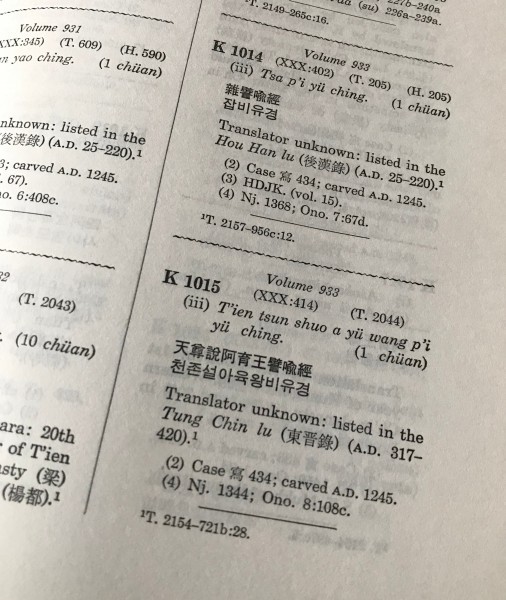 Volume 931
XXX:345) (T. 609) (H. 590)
yao ching. (1 chüan)
unknown: listed in the
(後漢錄) (A.D. 25–220).¹
3; carved A.D. 1245.
67).
6:408c.
(T. 2043)
(10 chüan)
20th
of T'ien
(梁)
(楊都).¹
(su) 226a–239a.
¹T. 2149–265c:16.
K 1014
Volume 933
(XXX:402) (T. 205) (H. 205)
(iii) Tsa p'i yü ching. (1 chüan)
雜譬喩經
잡비유경
Translator unknown: listed in the
Hou Han lu (後漢錄) (A.D. 25–220).¹
(2) Case 寫 434; carved A.D. 1245.
(3) HDJK. (vol. 15).
(4) Nj. 1368; Ono. 7:67d.
¹T. 2157–956c:12.
K 1015
Volume 933
(XXX:414) (T. 2044)
(iii) T'ien tsun shuo a yü wang p'i
yü ching. (1 chüan)
天尊說阿育王譬喩經
천존설아육왕비유경
Translator unknown: listed in the
Tung Chin lu (東晋錄) (A.D. 317–
420).¹
(2) Case 寫 434; carved A.D. 1245.
(4) Nj. 1344; Ono. 8:108c.
¹T. 2154–721b:28.